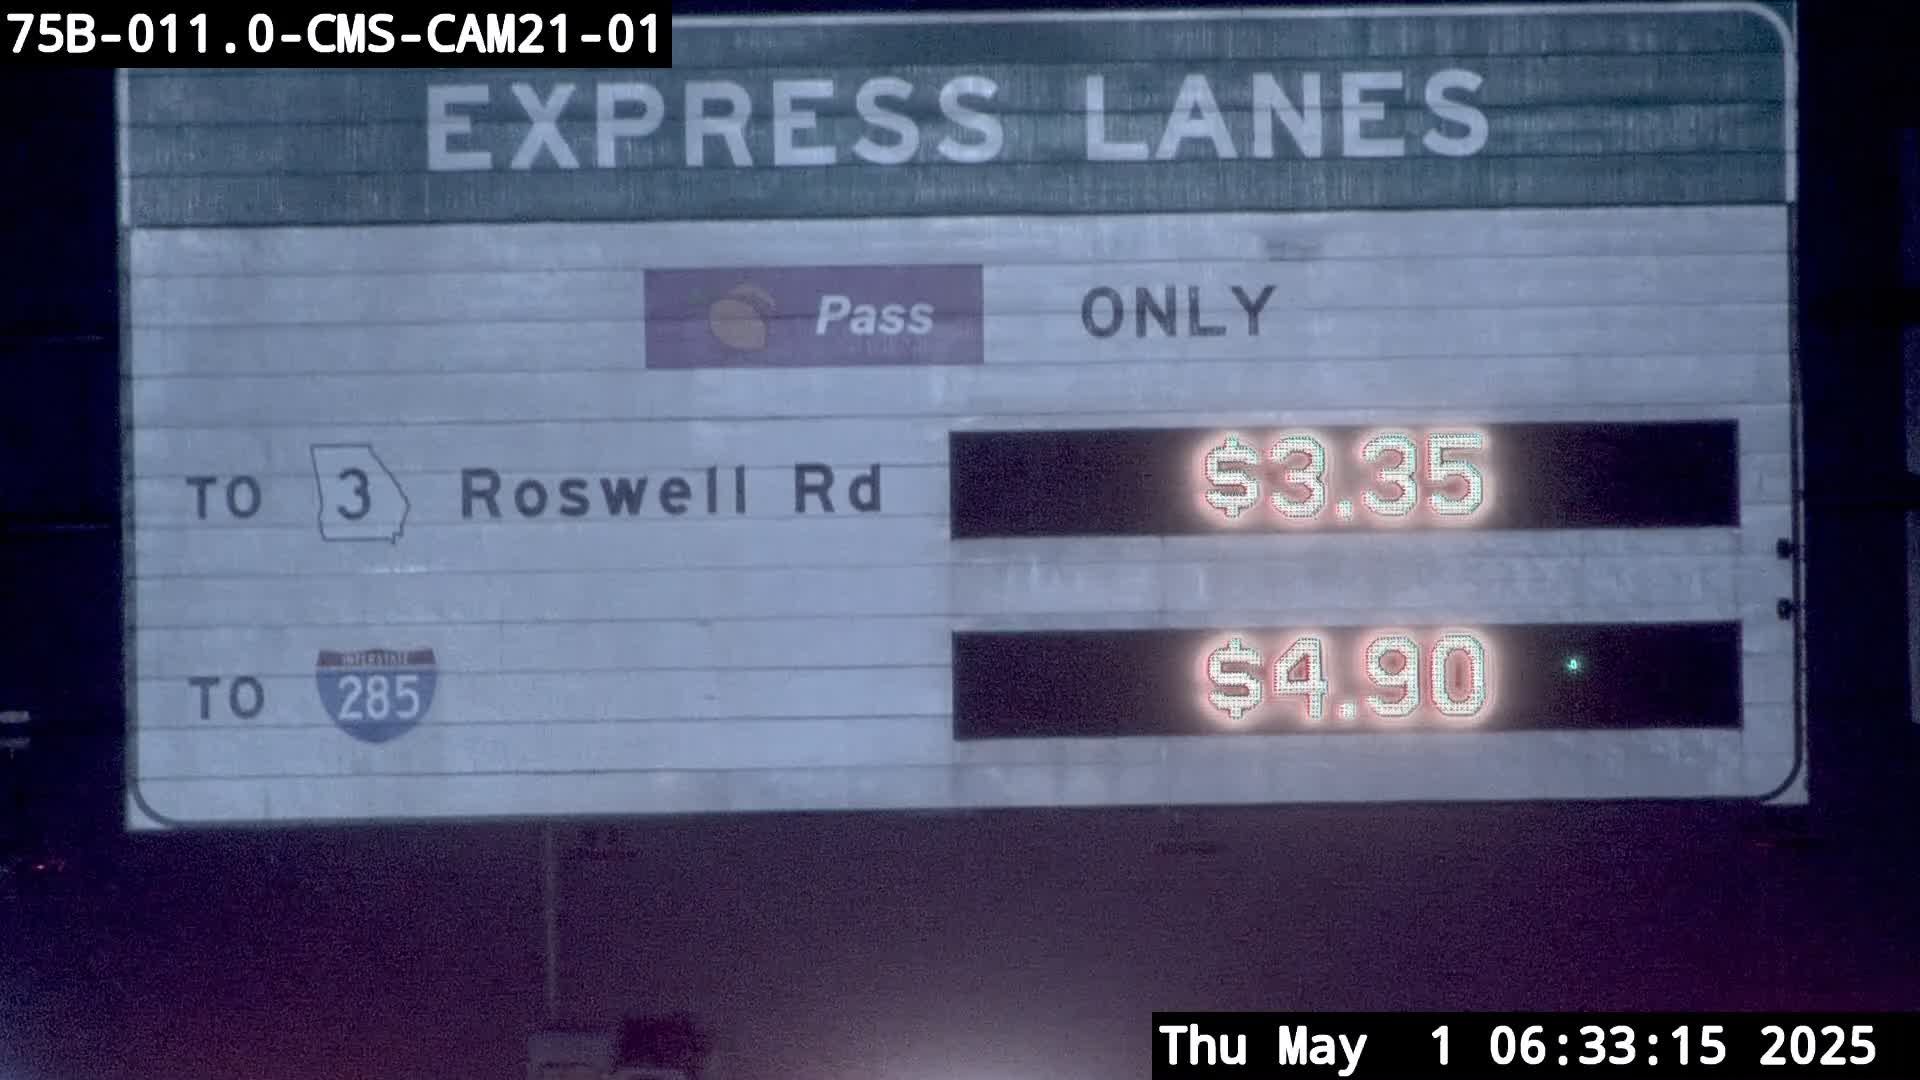 75B-011.0-CMS-CAM21-01
EXPRESS LANES
Pass ONLY
TO 3 Roswell Rd $3.35
INTERSTATE
TO 285 $4.90
Thu May 1 06:33:15 2025